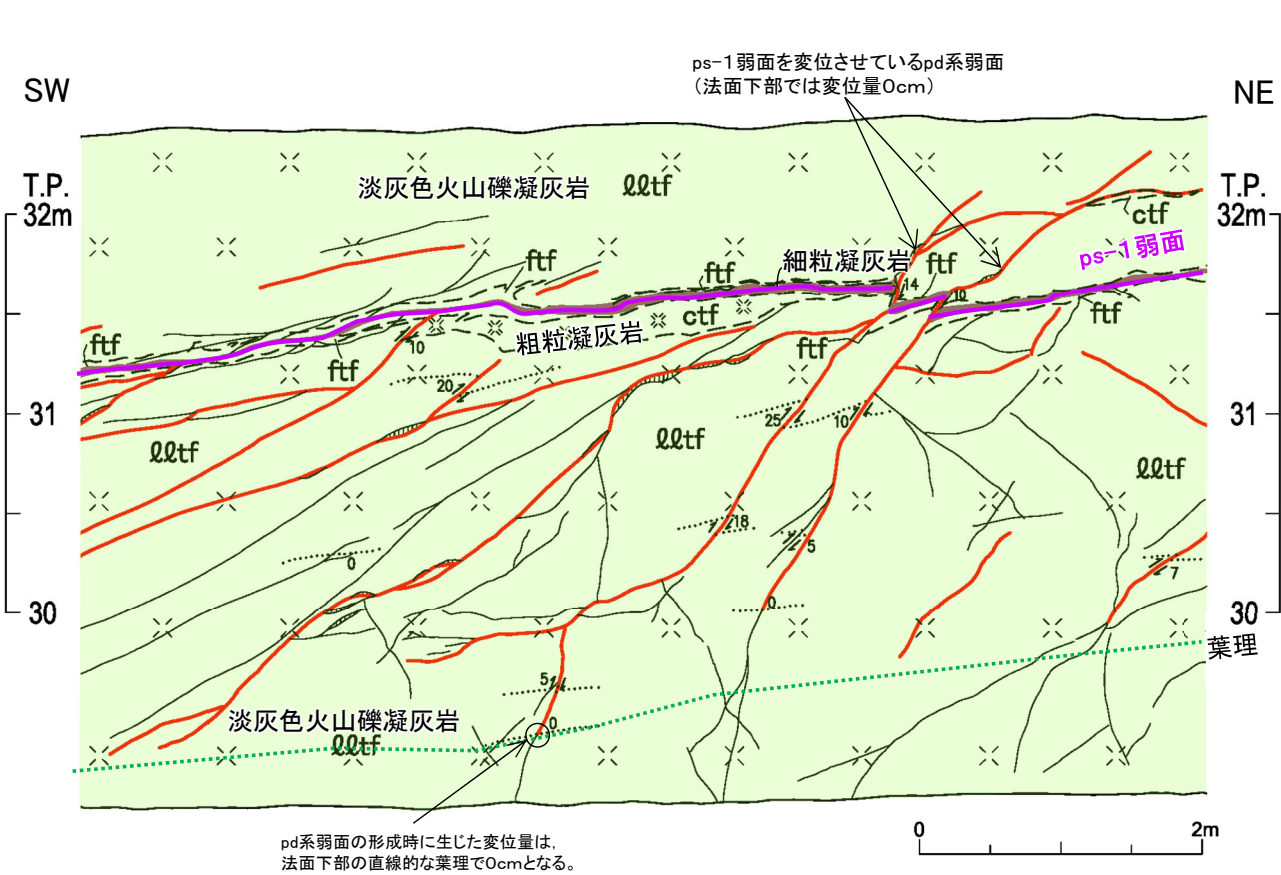 ps-1弱面を変位させているpd系弱面
（法面下部では変位量0cm）
SW
NE
T.P.
T.P.
32m
32m
淡灰色火山礫凝灰岩
ℓℓtf
ctf
ps-1弱面
ftf
ftf
細粒凝灰岩
ftf
14
10
ftf
ctf
粗粒凝灰岩
ftf
ftf
ftf
10
20
31
31
25
10
ℓℓtf
ℓℓtf
ℓℓtf
18
5
0
7
30
30
0
葉理
5
0
淡灰色火山礫凝灰岩
ℓℓtf
pd系弱面の形成時に生じた変位量は,
法面下部の直線的な葉理で0cmとなる。
0
2m